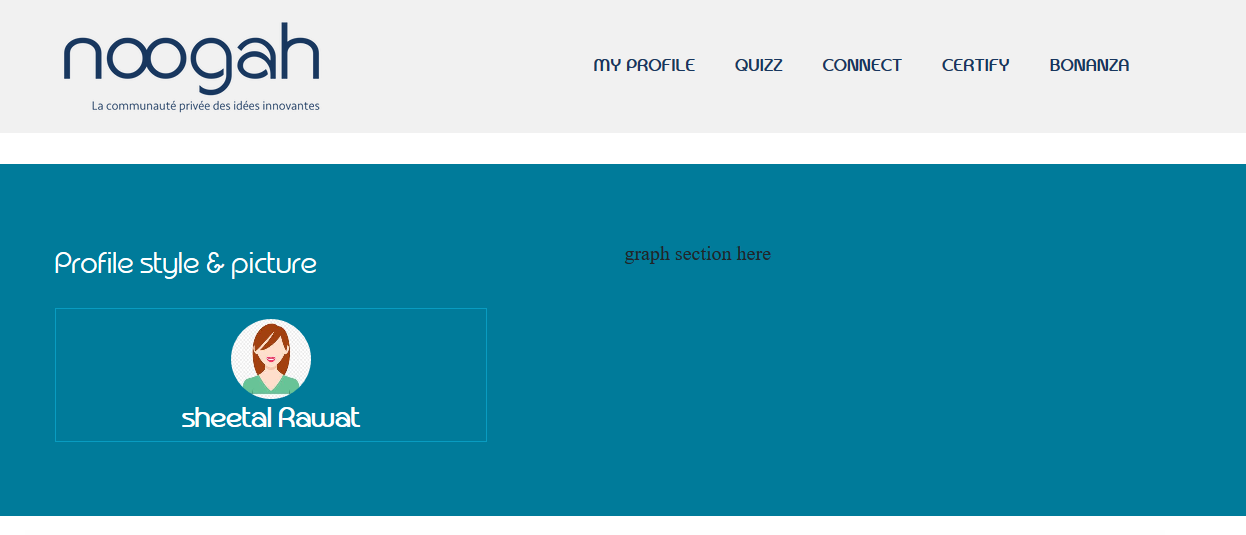 noogah
La communauté privée des idées innovantes
MY PROFILE QUIZZ CONNECT CERTIFY BONANZA
Profile style & picture
graph section here
sheetal Rawat